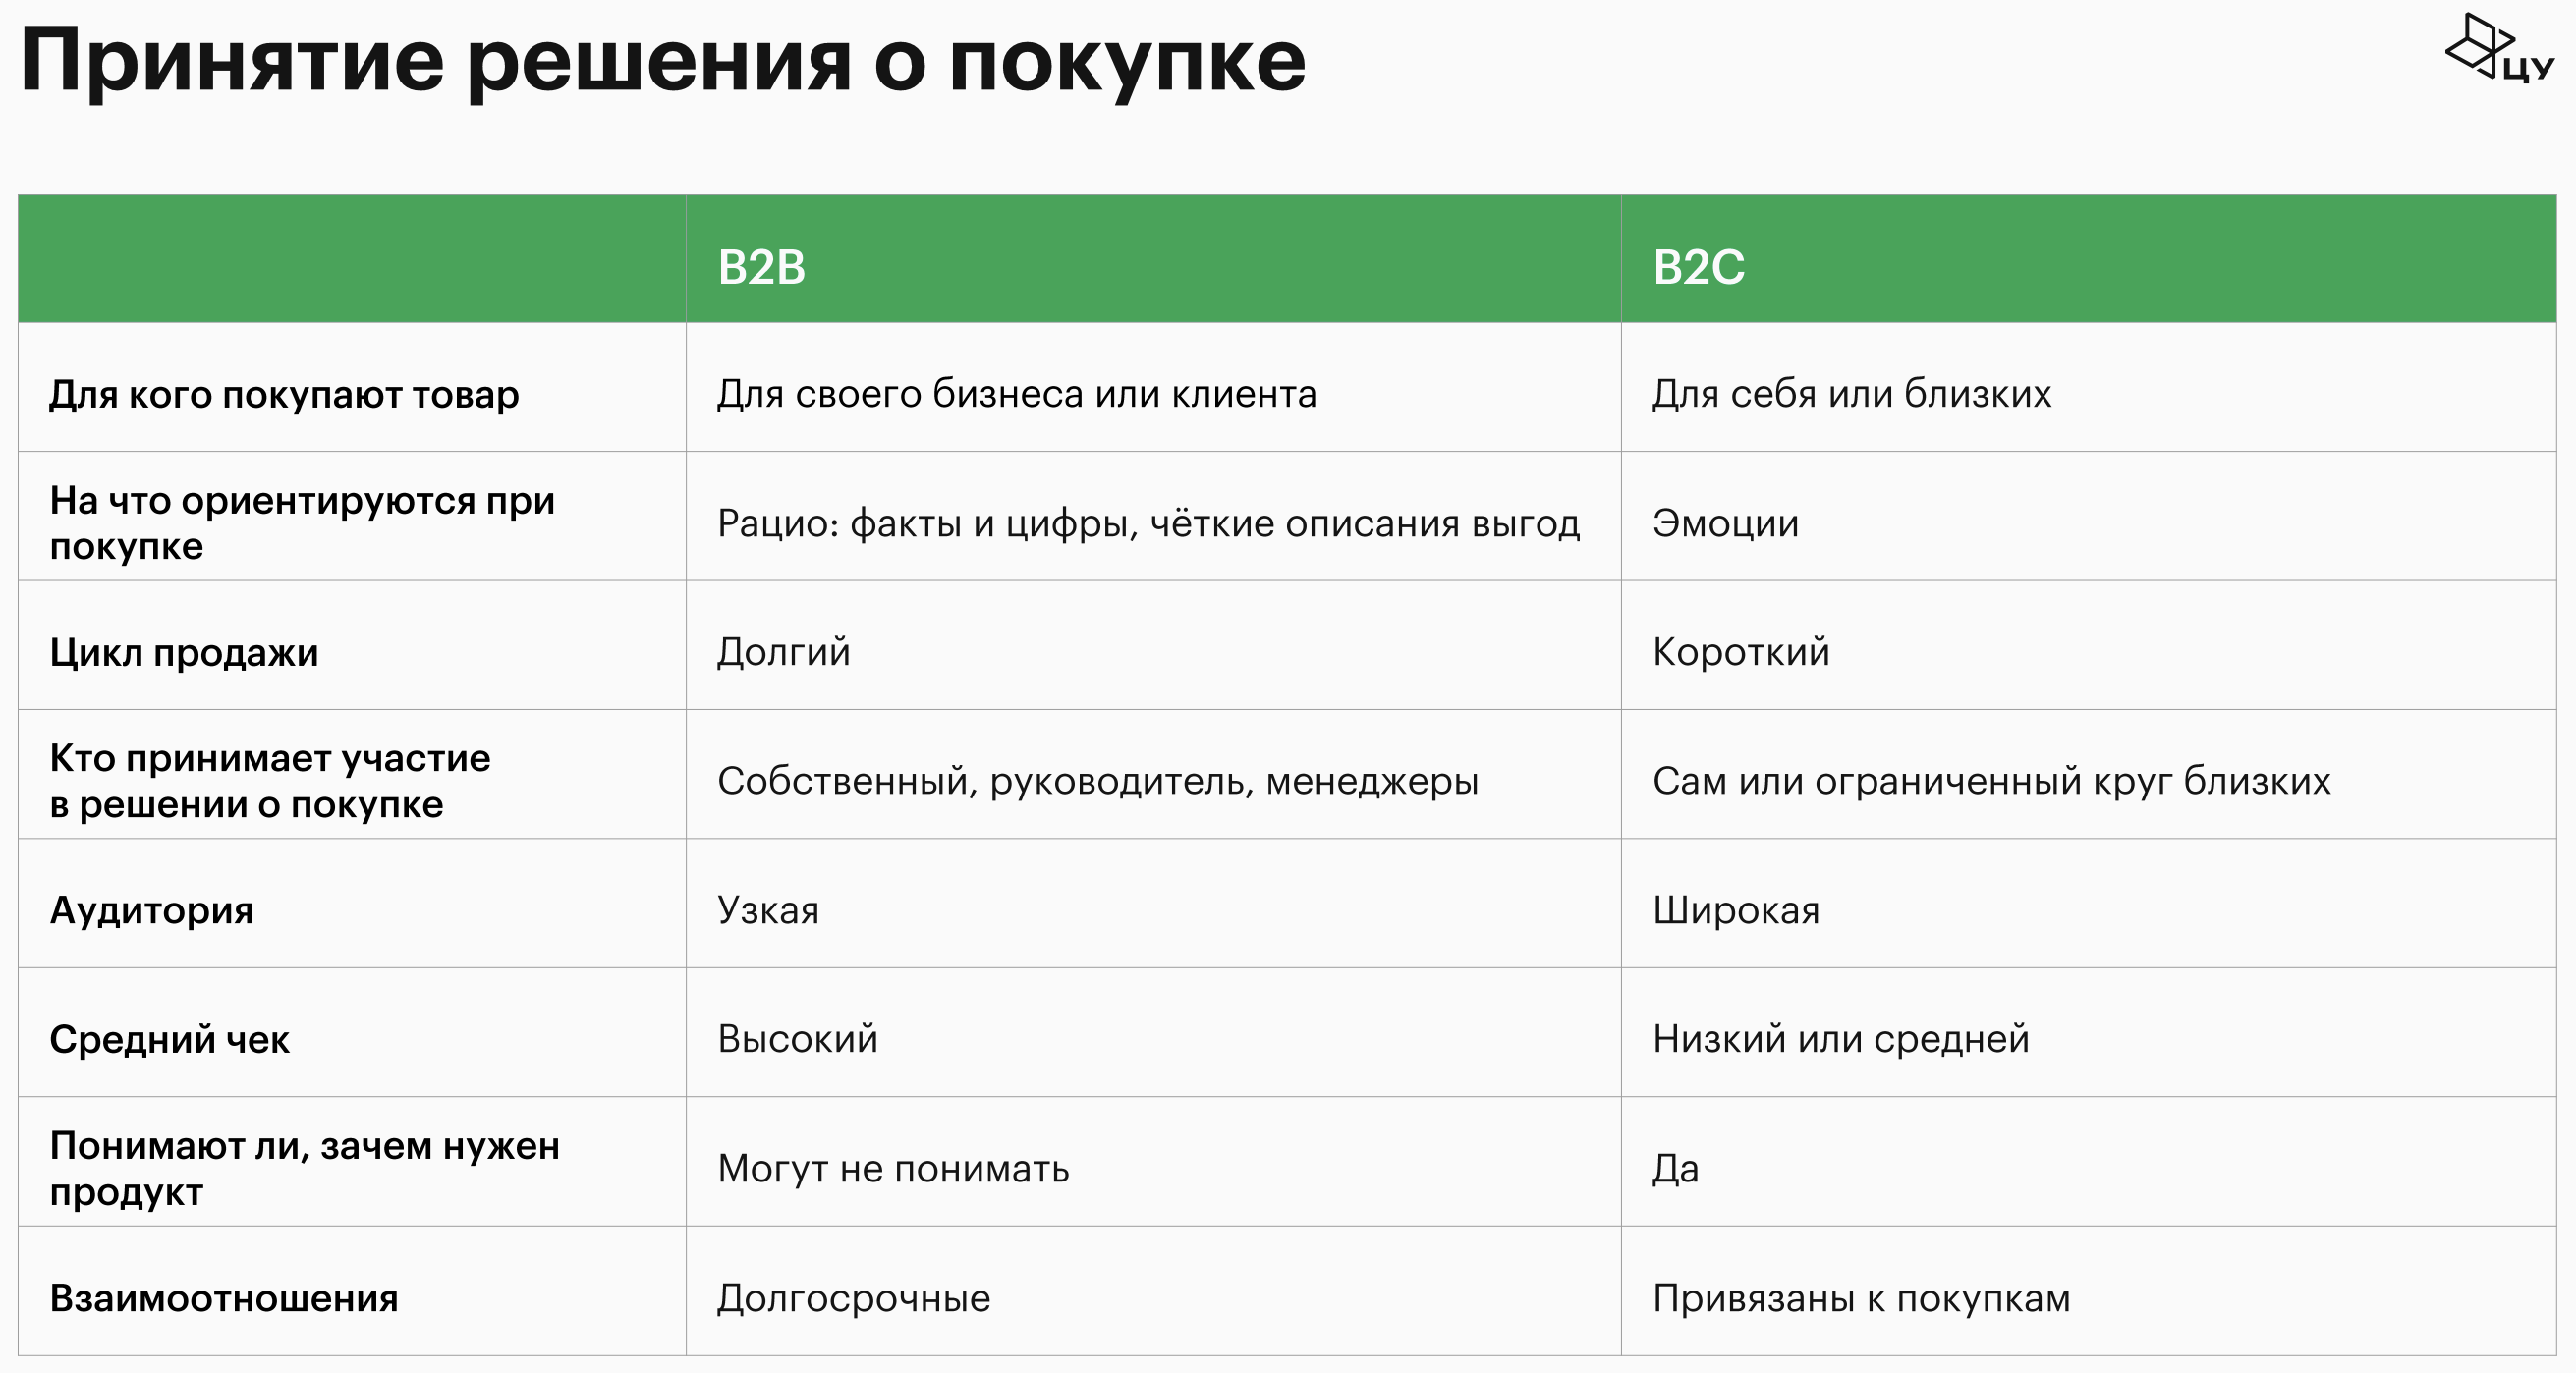 Принятие решения о покупке
ЦУ
B2B
B2C
Для кого покупают товар
Для своего бизнеса или клиента
Для себя или близких
На что ориентируются при
покупке
Рацио: факты и цифры, чёткие описания выгод
Эмоции
Цикл продажи
Долгий
Короткий
Кто принимает участие
в решении о покупке
Собственный, руководитель, менеджеры
Сам или ограниченный круг близких
Аудитория
Узкая
Широкая
Средний чек
Высокий
Низкий или средней
Понимают ли, зачем нужен
продукт
Могут не понимать
Да
Взаимоотношения
Долгосрочные
Привязаны к покупкам